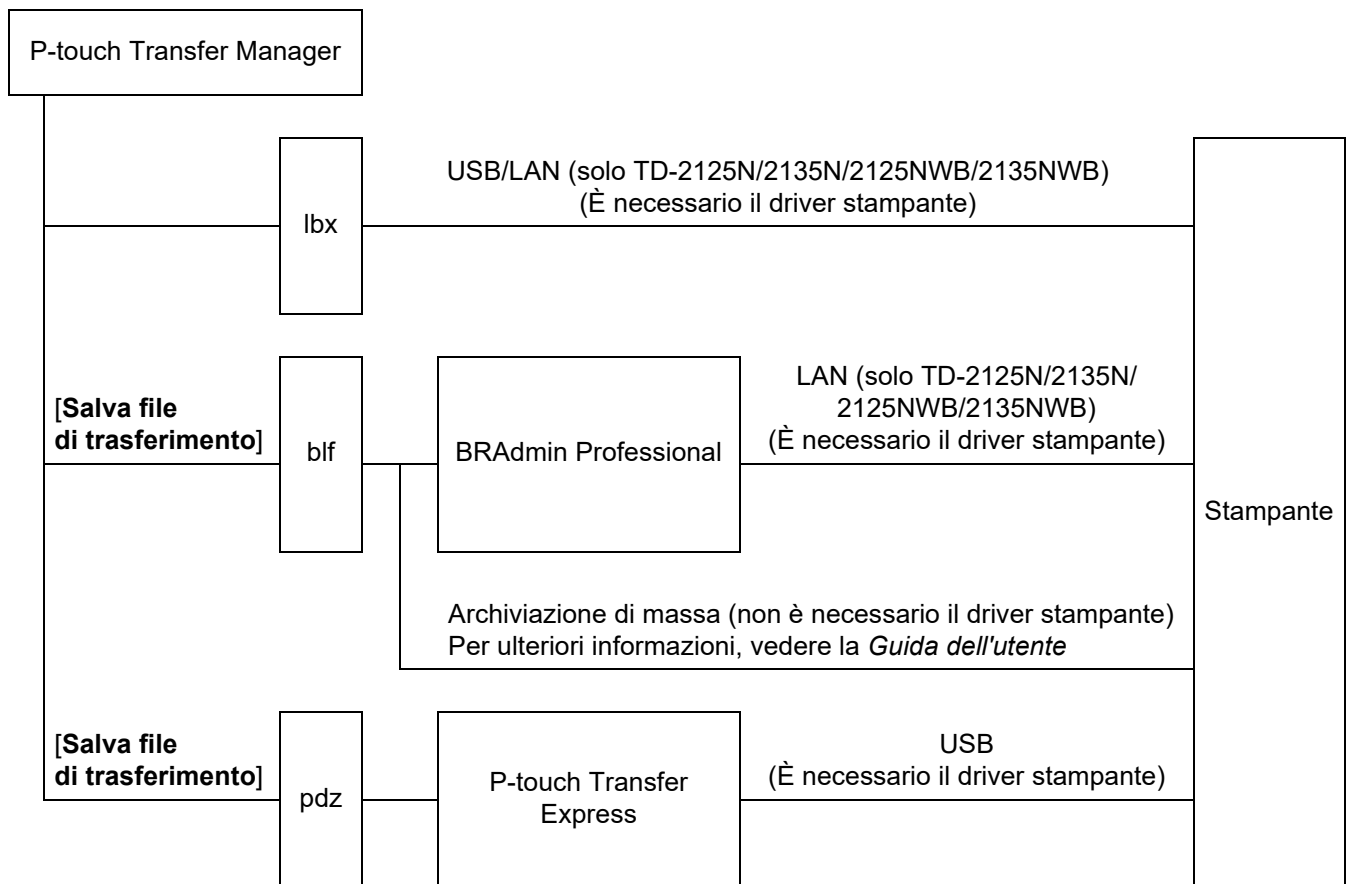 P-touch Transfer Manager
USB/LAN (solo TD-2125N/2135N/2125NWB/2135NWB)
(È necessario il driver stampante)
lbx
[Salva file
di trasferimento]
blf
BRAdmin Professional
LAN (solo TD-2125N/2135N/
2125NWB/2135NWB)
(È necessario il driver stampante)
Stampante
Archiviazione di massa (non è necessario il driver stampante)
Per ulteriori informazioni, vedere la Guida dell'utente
[Salva file
di trasferimento]
pdz
P-touch Transfer
Express
USB
(È necessario il driver stampante)